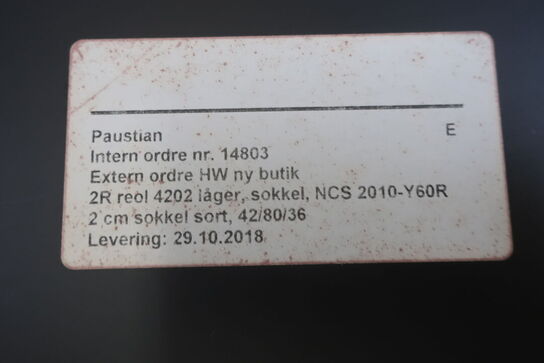 Paustian E
Intern ordre nr. 14803
Extern ordre HW ny butik
2R reol 4202 låger, sokkel, NCS 2010-Y60R
2 cm sokkel sort, 42/80/36
Levering: 29.10.2018